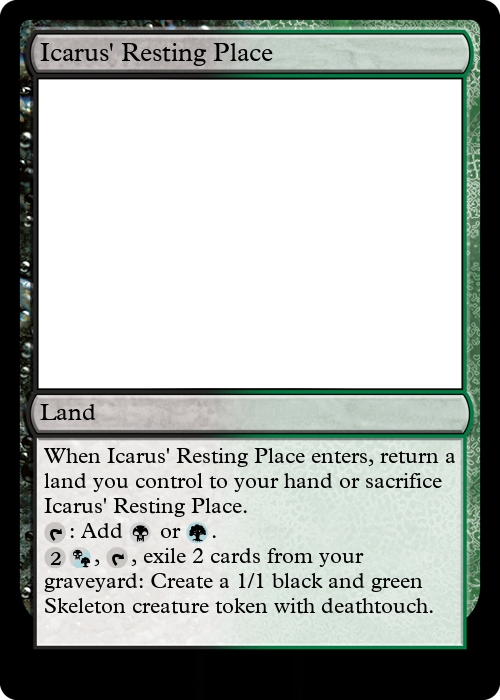 Icarus' Resting Place
Land
When Icarus' Resting Place enters, return a
land you control to your hand or sacrifice
Icarus' Resting Place.
: Add or .
2 , , exile 2 cards from your
graveyard: Create a 1/1 black and green
Skeleton creature token with deathtouch.